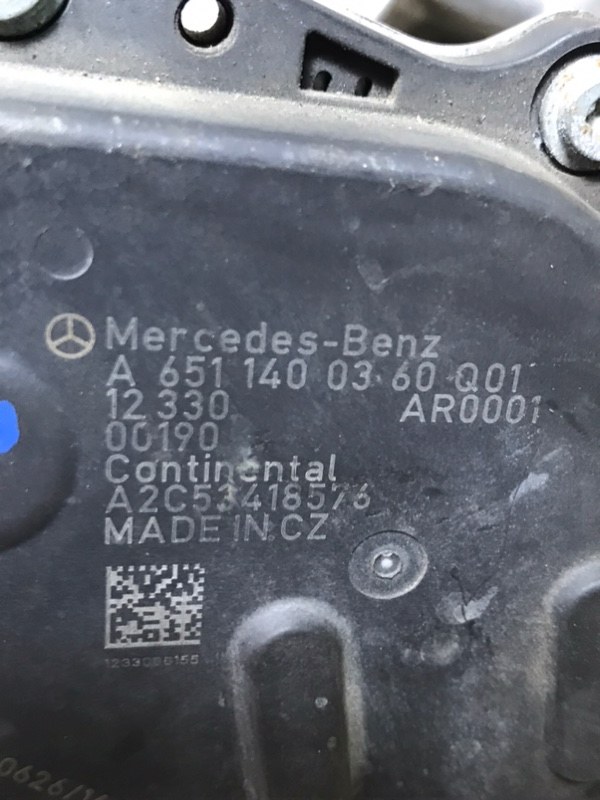 Mercedes-Benz
A 651 140 03 60 Q01
12 330 AR0001
00190
Continental
A2C53418576
MADE IN CZ